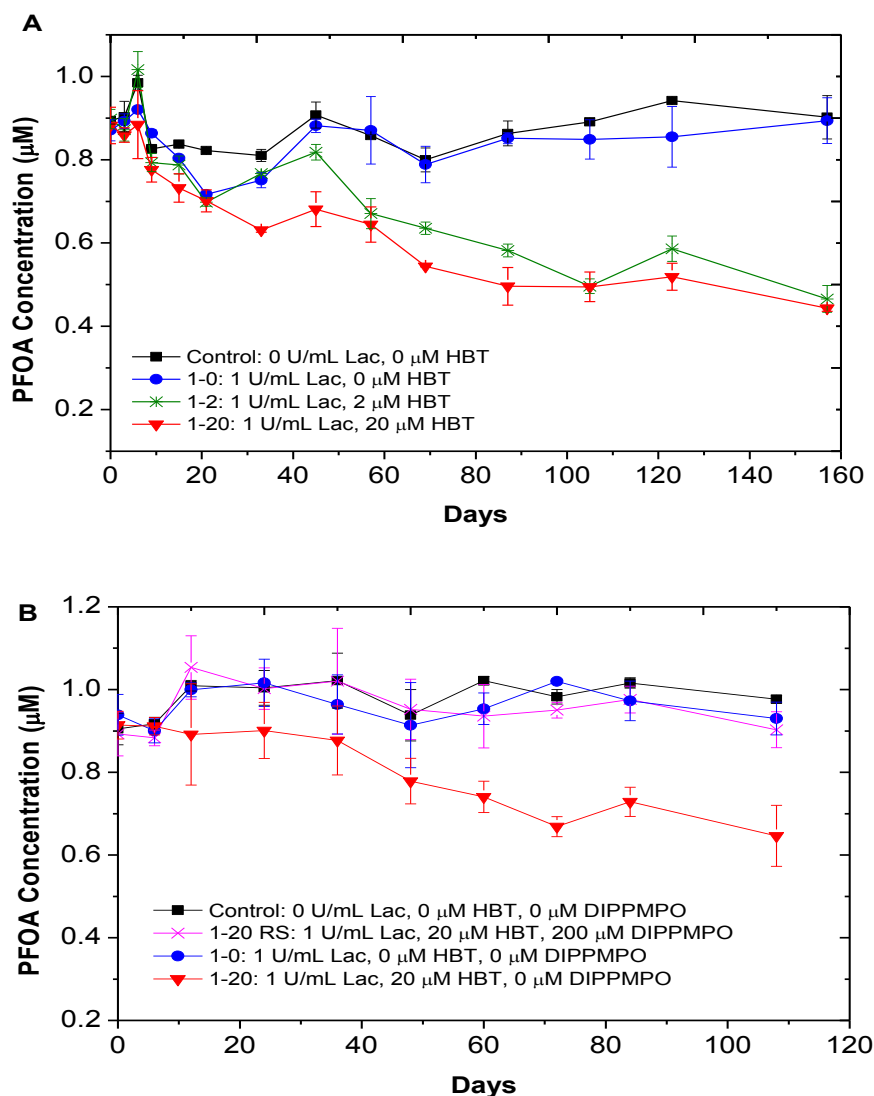 A
PFOA Concentration (μM)
1.0
0.8
0.6
0.4
0.2
Control: 0 U/mL Lac, 0 μM HBT
1-0: 1 U/mL Lac, 0 μM HBT
1-2: 1 U/mL Lac, 2 μM HBT
1-20: 1 U/mL Lac, 20 μM HBT
0 20 40 60 80 100 120 140 160
Days
B
PFOA Concentration (μM)
1.2
1.0
0.8
0.6
0.4
0.2
Control: 0 U/mL Lac, 0 μM HBT, 0 μM DIPPMPO
1-20 RS: 1 U/mL Lac, 20 μM HBT, 200 μM DIPPMPO
1-0: 1 U/mL Lac, 0 μM HBT, 0 μM DIPPMPO
1-20: 1 U/mL Lac, 20 μM HBT, 0 μM DIPPMPO
0 20 40 60 80 100 120
Days